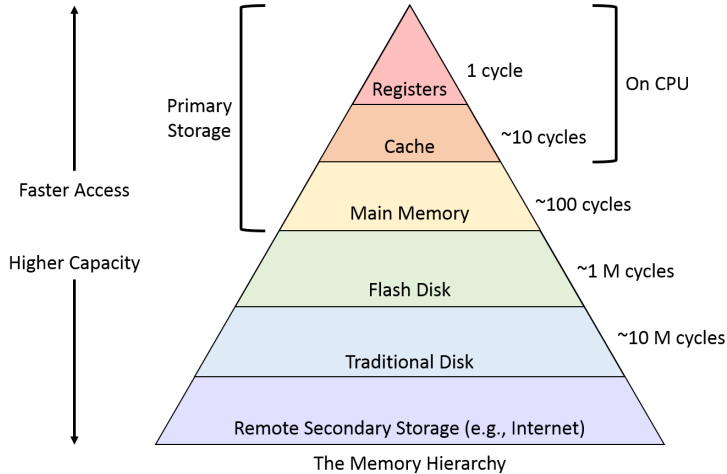 1 cycle
Registers
On CPU
Primary
Storage
~10 cycles
Cache
Faster Access
~100 cycles
Main Memory
Higher Capacity
~1 M cycles
Flash Disk
~10 M cycles
Traditional Disk
Remote Secondary Storage (e.g., Internet)
The Memory Hierarchy